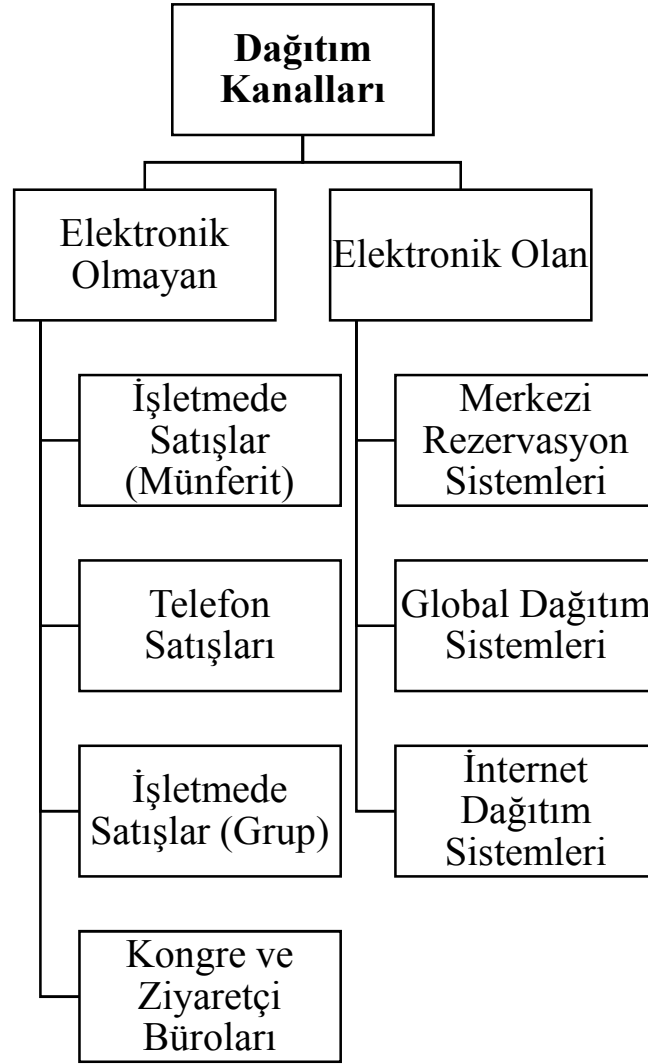 Dağıtım
Kanalları
Elektronik
Olmayan
Elektronik Olan
İşletmede
Satışlar
(Münferit)
Telefon
Satışları
İşletmede
Satışlar (Grup)
Kongre ve
Ziyaretçi
Büroları
Merkezi
Rezervasyon
Sistemleri
Global Dağıtım
Sistemleri
İnternet
Dağıtım
Sistemleri